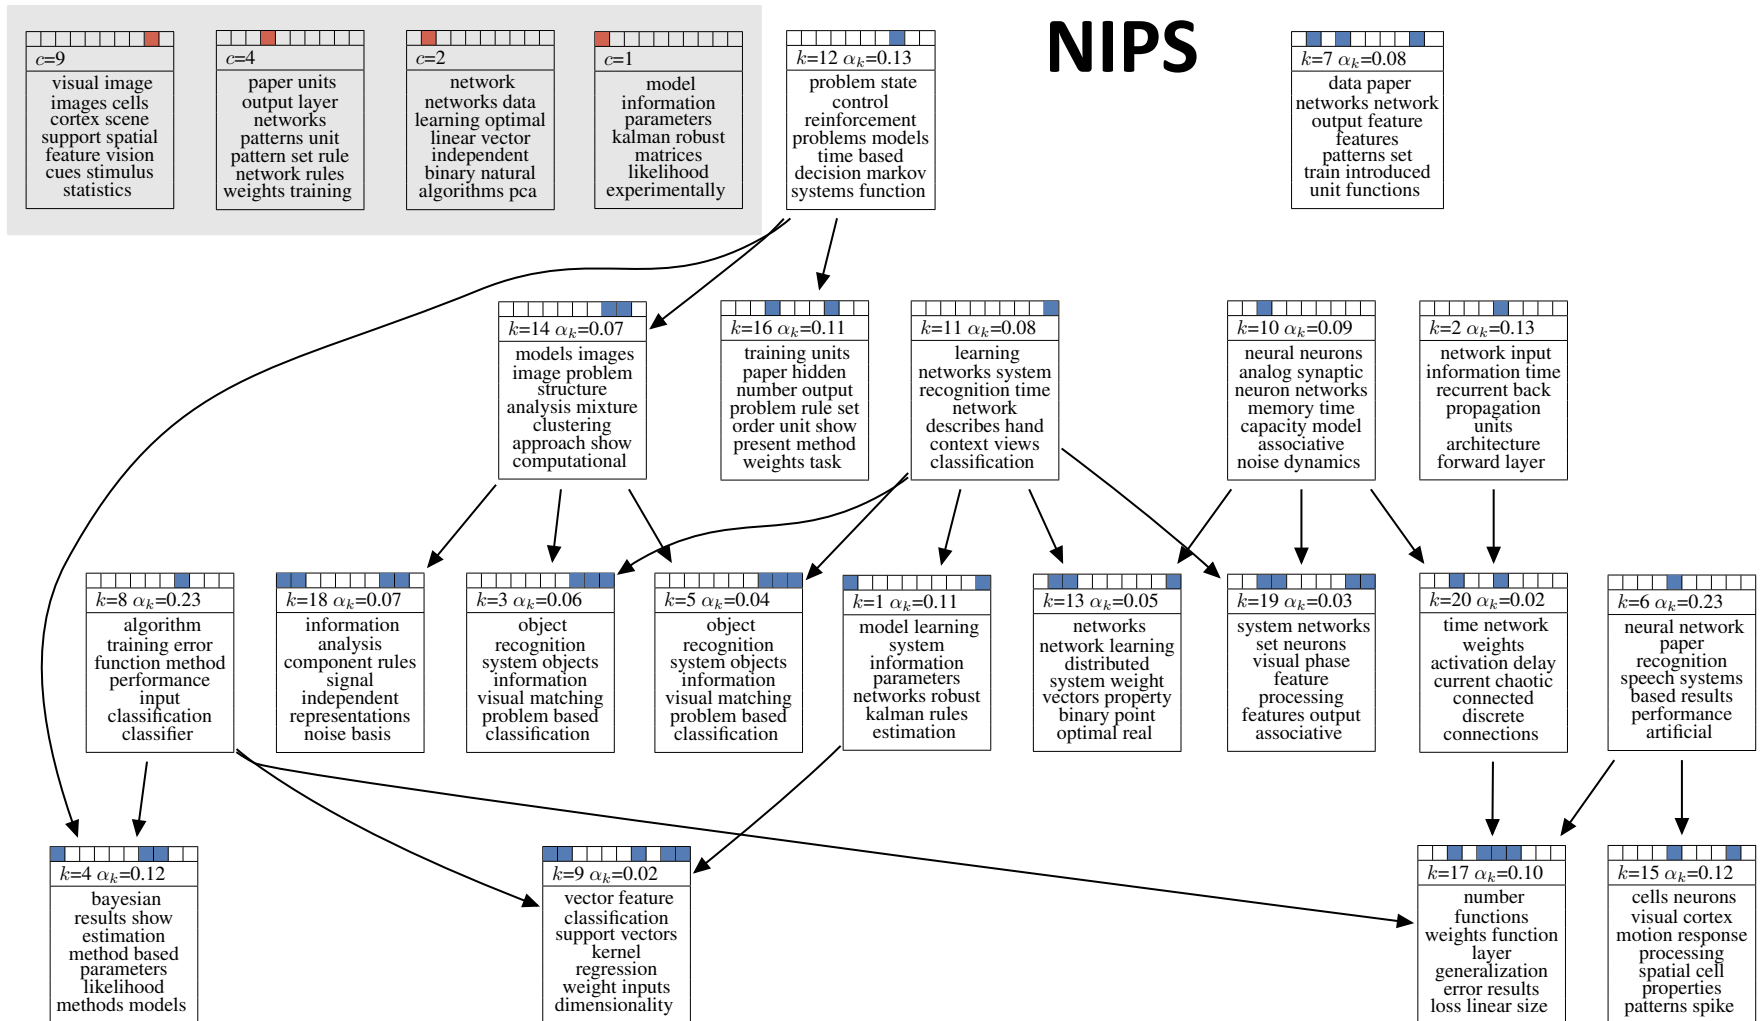 NIPS
c=9
visual image
images cells
cortex scene
support spatial
feature vision
cues stimulus
statistics
c=4
paper units
output layer
networks
patterns unit
pattern set rule
network rules
weights training
c=2
network
networks data
learning optimal
linear vector
independent
binary natural
algorithms pca
c=1
model
information
parameters
kalman robust
matrices
likelihood
experimentally
k=12 αk=0.13
problem state
control
reinforcement
problems models
time based
decision markov
systems function
k=7 αk=0.08
data paper
networks network
output feature
features
patterns set
train introduced
unit functions
k=14 αk=0.07
models images
image problem
structure
analysis mixture
clustering
approach show
computational
k=16 αk=0.11
training units
paper hidden
number output
problem rule set
order unit show
present method
weights task
k=11 αk=0.08
learning
networks system
recognition time
network
describes hand
context views
classification
k=10 αk=0.09
neural neurons
analog synaptic
neuron networks
memory time
capacity model
associative
noise dynamics
k=2 αk=0.13
network input
information time
recurrent back
propagation
units
architecture
forward layer
k=8 αk=0.23
algorithm
training error
function method
performance
input
classification
classifier
k=18 αk=0.07
information
analysis
component rules
signal
independent
representations
noise basis
k=3 αk=0.06
object
recognition
system objects
information
visual matching
problem based
classification
k=5 αk=0.04
object
recognition
system objects
information
visual matching
problem based
classification
k=1 αk=0.11
model learning
system
information
parameters
networks robust
kalman rules
estimation
k=13 αk=0.05
networks
network learning
distributed
system weight
vectors property
binary point
optimal real
k=19 αk=0.03
system networks
set neurons
visual phase
feature
processing
features output
associative
k=20 αk=0.02
time network
weights
activation delay
current chaotic
connected
discrete
connections
k=6 αk=0.23
neural network
paper
recognition
speech systems
based results
performance
artificial
k=4 αk=0.12
bayesian
results show
estimation
method based
parameters
likelihood
methods models
k=9 αk=0.02
vector feature
classification
support vectors
kernel
regression
weight inputs
dimensionality
k=17 αk=0.10
number
functions
weights function
layer
generalization
error results
loss linear size
k=15 αk=0.12
cells neurons
visual cortex
motion response
processing
spatial cell
properties
patterns spike